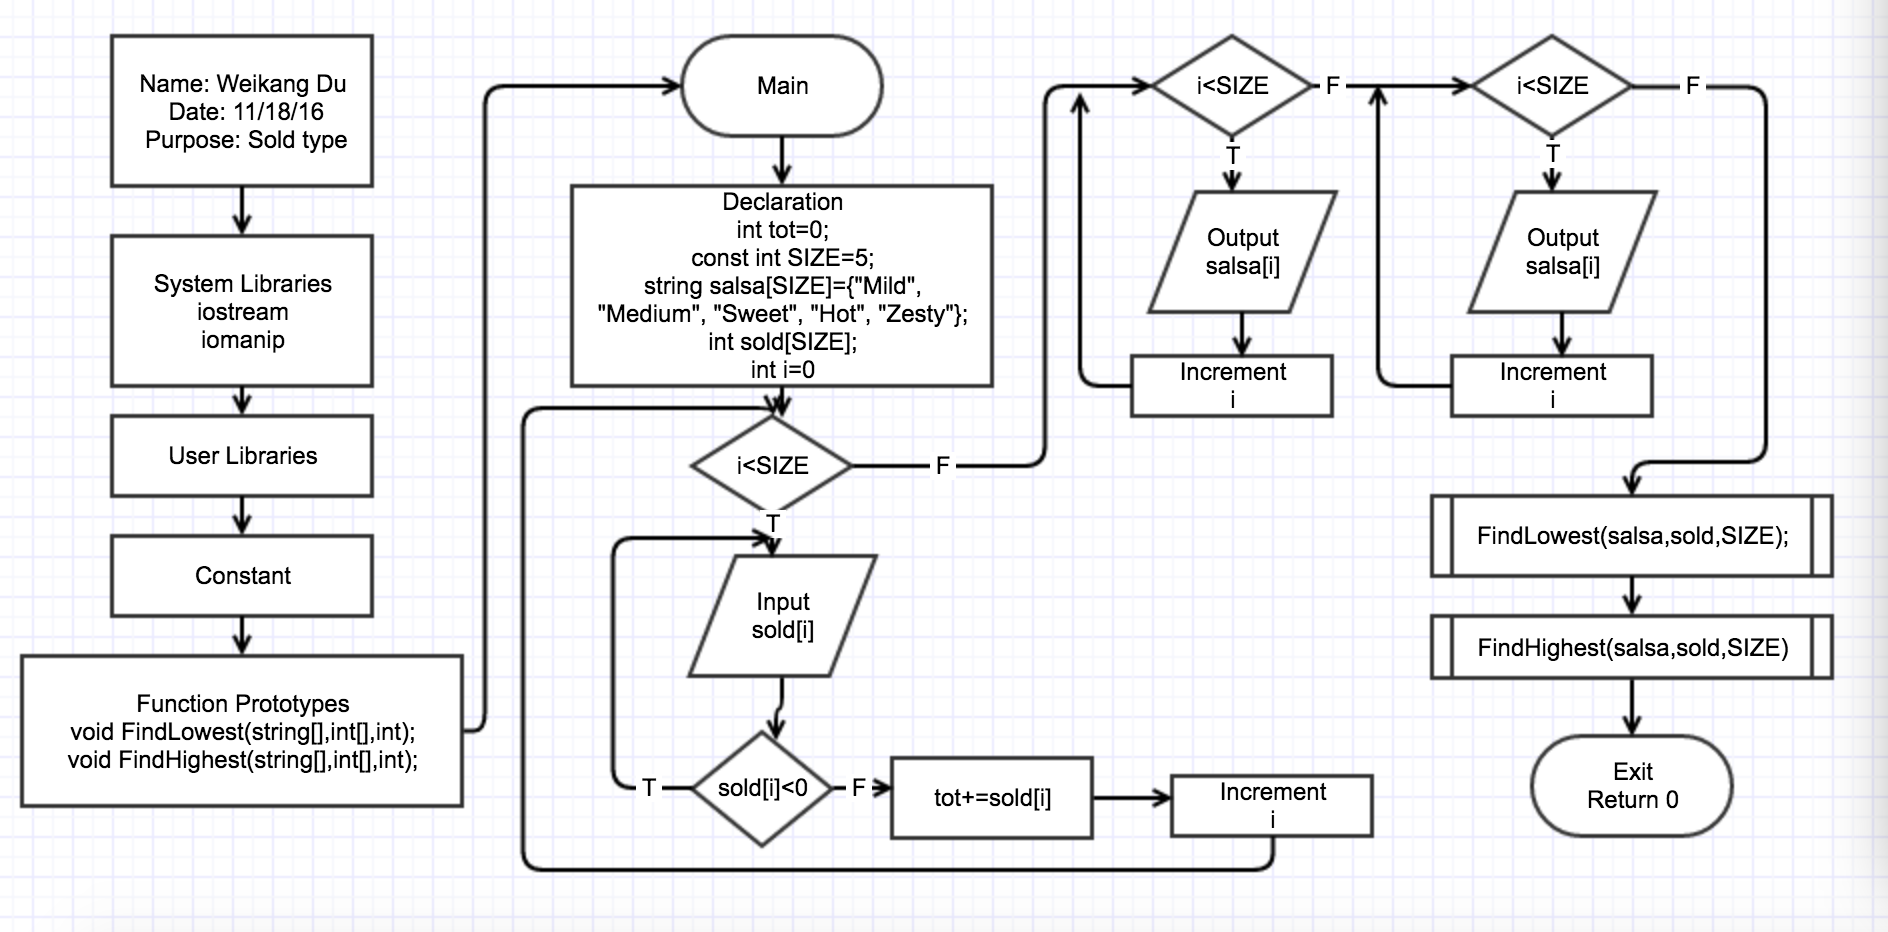 Name: Weikang Du
Date: 11/18/16
Purpose: Sold type
System Libraries
iostream
iomanip
User Libraries
Constant
Function Prototypes
void FindLowest(string[],int[],int);
void FindHighest(string[],int[],int);
Main
Declaration
int tot=0;
const int SIZE=5;
string salsa[SIZE]={"Mild",
"Medium", "Sweet", "Hot", "Zesty"};
int sold[SIZE];
int i=0
i<SIZE
F
T
Input
sold[i]
sold[i]<0
T
F
tot+=sold[i]
Increment
i
i<SIZE
F
T
Output
salsa[i]
Increment
i
i<SIZE
F
T
Output
salsa[i]
Increment
i
FindLowest(salsa,sold,SIZE);
FindHighest(salsa,sold,SIZE)
Exit
Return 0